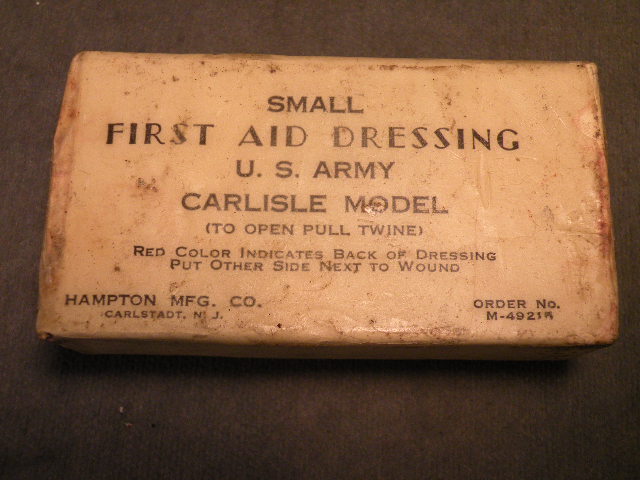 SMALL
FIRST AID DRESSING
U. S. ARMY
CARLISLE MODEL
(TO OPEN PULL TWINE)
RED COLOR INDICATES BACK OF DRESSING
PUT OTHER SIDE NEXT TO WOUND
HAMPTON MFG. CO.
CARLSTADT, N. J.
ORDER NO.